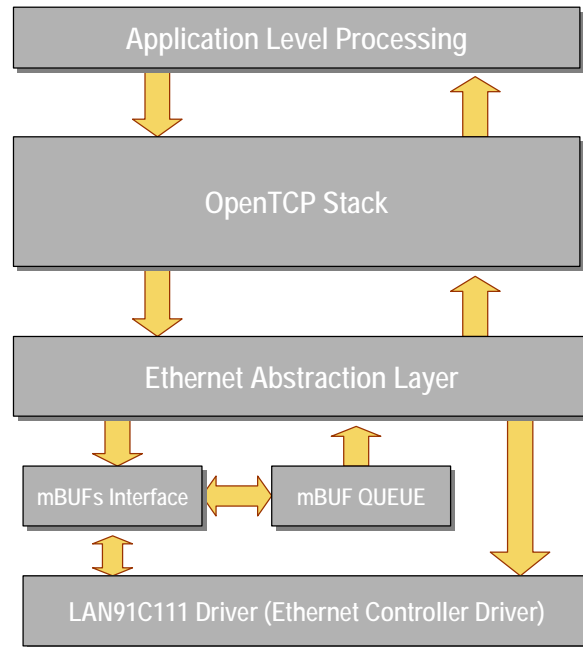 Application Level Processing
OpenTCP Stack
Ethernet Abstraction Layer
mBUFs Interface
mBUF QUEUE
LAN91C111 Driver (Ethernet Controller Driver)